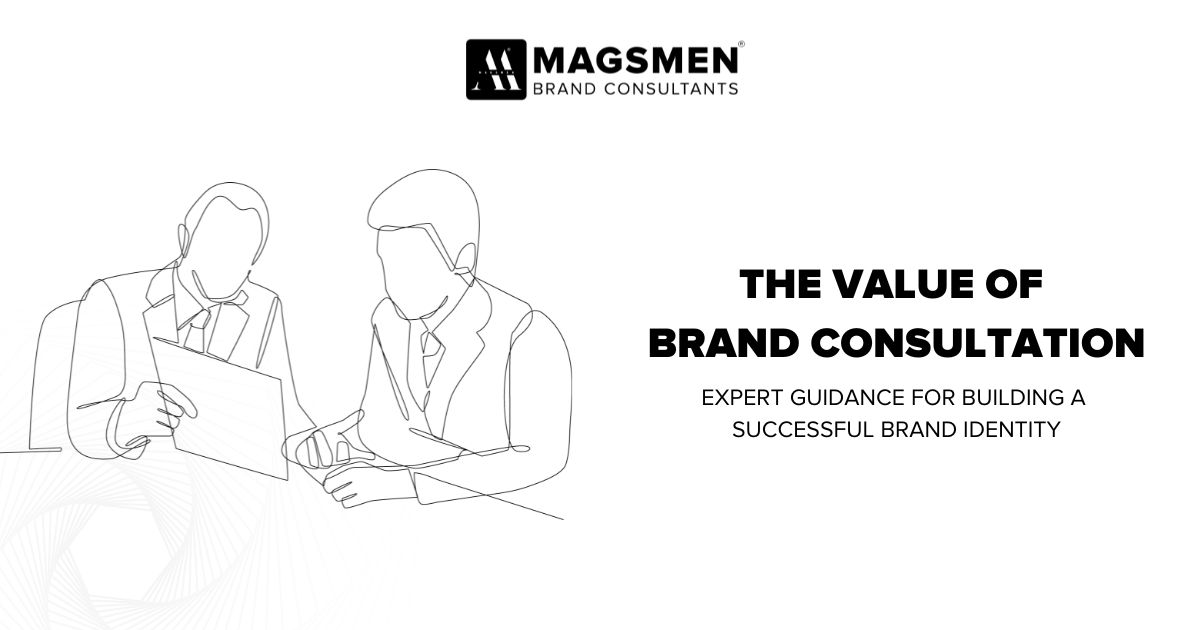 MAGSMEN®
BRAND CONSULTANTS
THE VALUE OF
BRAND CONSULTATION
EXPERT GUIDANCE FOR BUILDING A
SUCCESSFUL BRAND IDENTITY